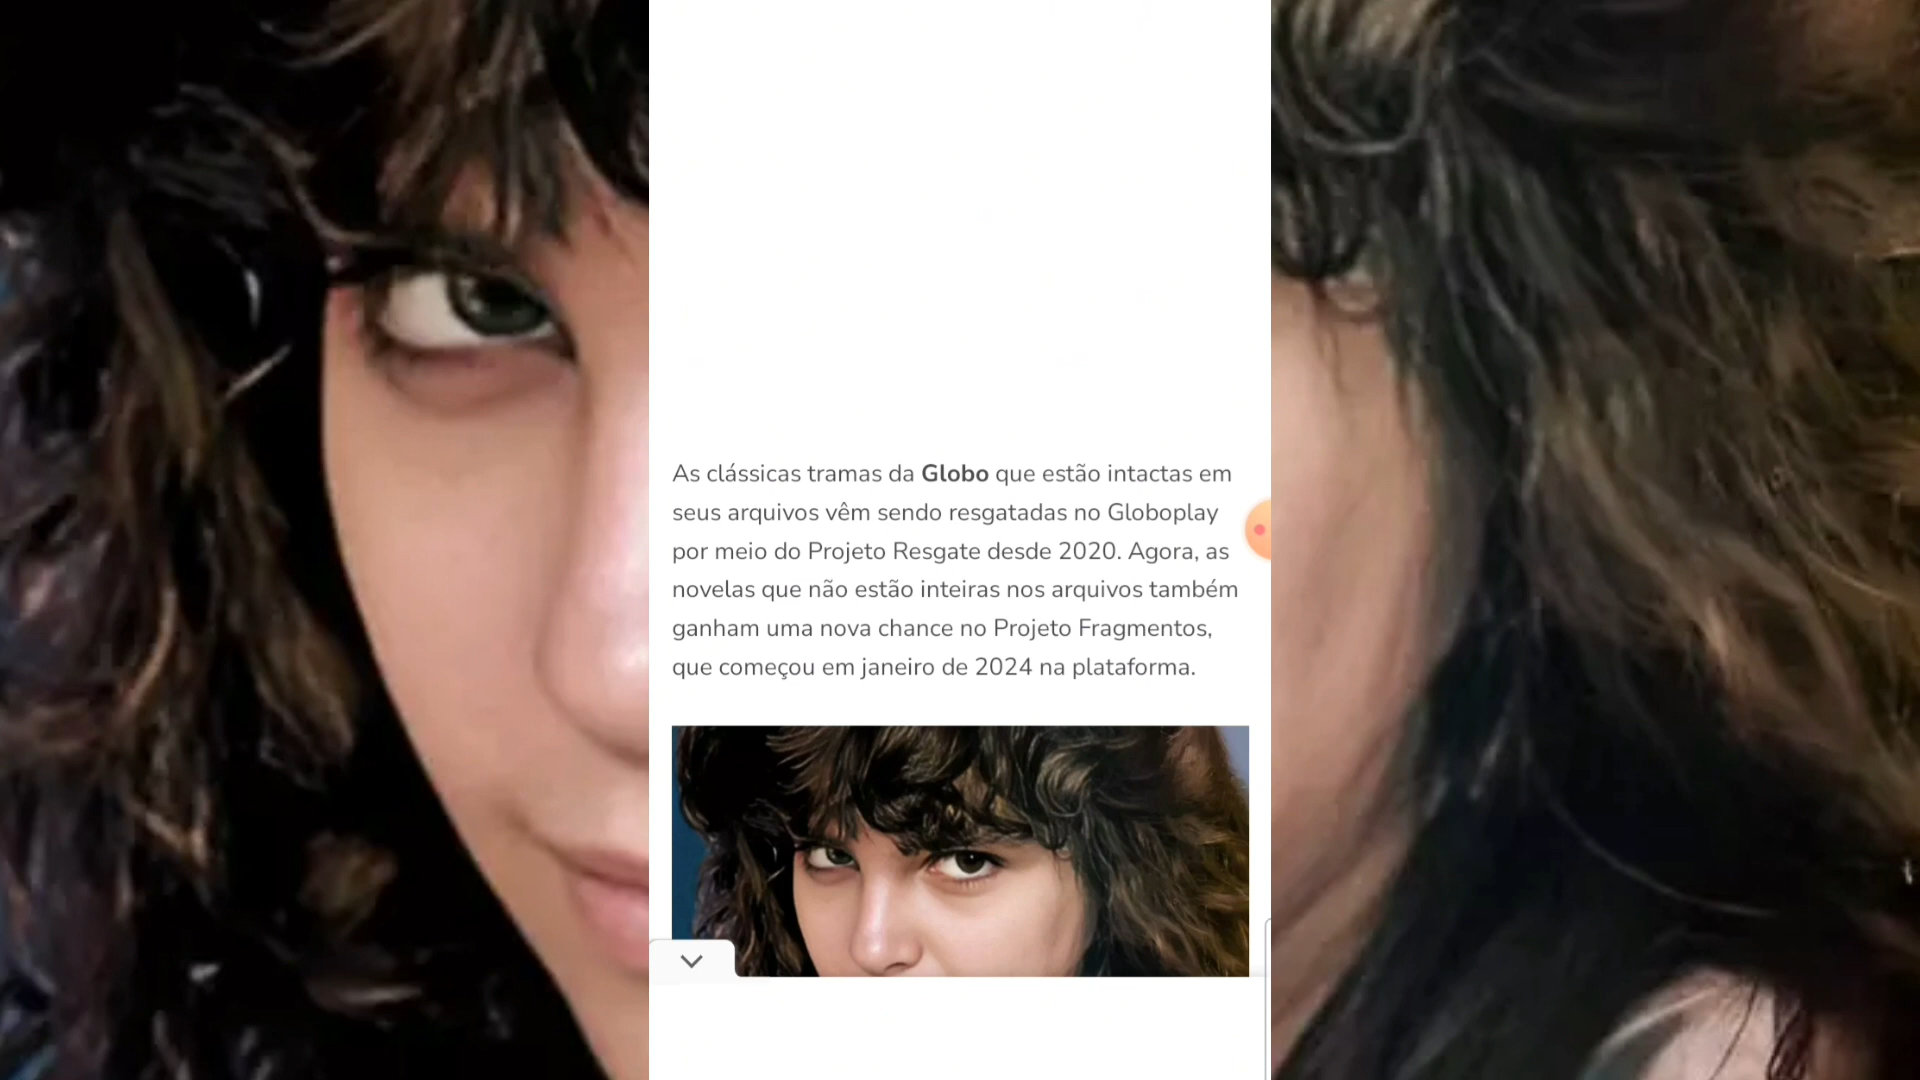 As clássicas tramas da Globo que estão intactas em
seus arquivos vêm sendo resgatadas no Globoplay
por meio do Projeto Resgate desde 2020. Agora, as
novelas que não estão inteiras nos arquivos também
ganham uma nova chance no Projeto Fragmentos,
que começou em janeiro de 2024 na plataforma.